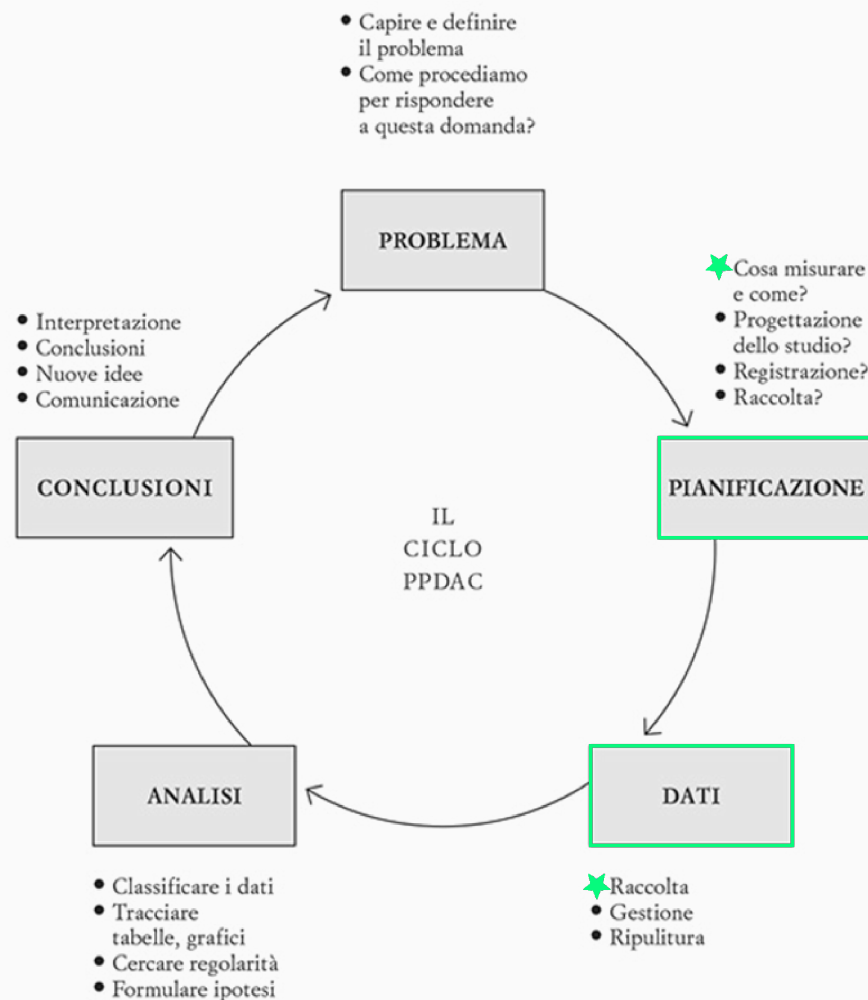 • Capire e definire
il problema
• Come procediamo
per rispondere
a questa domanda?
PROBLEMA
Cosa misurare
e come?
• Progettazione
dello studio?
• Registrazione?
• Raccolta?
PIANIFICAZIONE
DATI
Raccolta
• Gestione
• Ripulitura
ANALISI
• Classificare i dati
• Tracciare
tabelle, grafici
• Cercare regolarità
• Formulare ipotesi
• Interpretazione
• Conclusioni
• Nuove idee
• Comunicazione
CONCLUSIONI
IL
CICLO
PPDAC